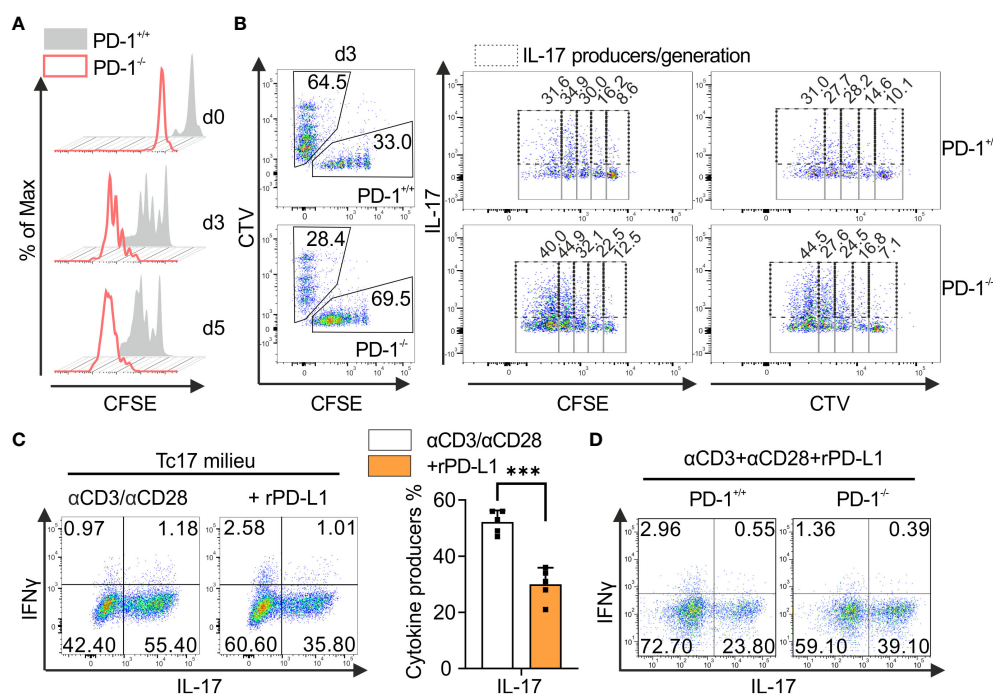 A
PD-1+/+
PD-1-/-
d0
d3
d5
% of Max
CFSE
B
d3
IL-17 producers/generation
64.5
33.0
PD-1+/+
28.4
69.5
PD-1-/-
CTV
CFSE
IL-17
31.6 34.9 30.0 16.2 8.6
31.0 27.7 28.2 14.6 10.1
PD-1+/
40.0 44.9 32.1 22.5 12.5
44.5 27.6 24.5 16.8 7.1
PD-1-/
CFSE
CTV
C
Tc17 milieu
αCD3/αCD28
+ rPD-L1
0.97 1.18
42.40 55.40
2.58 1.01
60.60 35.80
IFNγ
IL-17
αCD3/αCD28
+rPD-L1
***
Cytokine producers %
60
40
20
0
IL-17
D
αCD3+αCD28+rPD-L1
PD-1+/+
PD-1-/-
2.96 0.55
72.70 23.80
1.36 0.39
59.10 39.10
IFNγ
IL-17